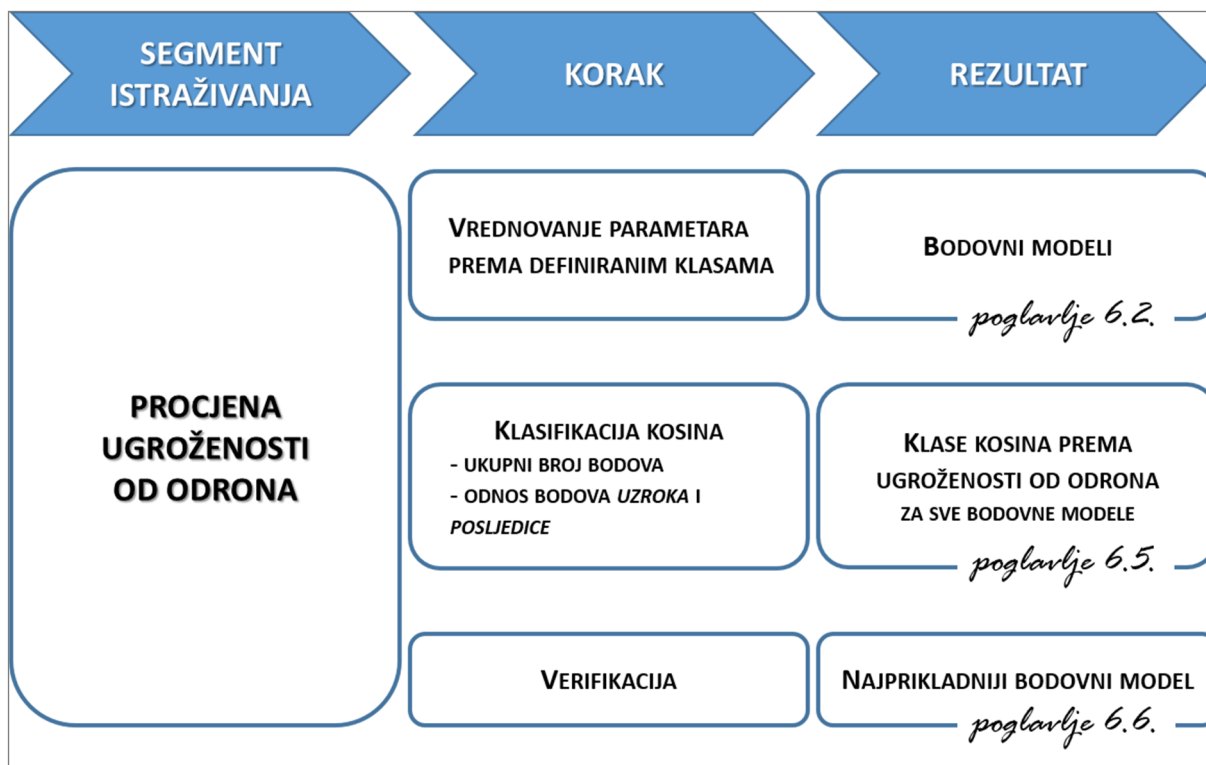 SEGMENT
ISTRAŽIVANJA
KORAK
REZULTAT
PROCJENA
UGROŽENOSTI
OD ODRONA
VREDNOVANJE PARAMETARA
PREMA DEFINIRANIM KLASAMA
BODOVNI MODELI
poglavlje 6.2.
KLASIFIKACIJA KOSINA
- UKUPNI BROJ BODOVA
- ODNOS BODOVA UZROKA I
POSLJEDICE
KLASE KOSINA PREMA
UGROŽENOSTI OD ODRONA
ZA SVE BODOVNE MODELE
poglavlje 6.5.
VERIFIKACIJA
NAJPRIKLADNIJI BODOVNI MODEL
poglavlje 6.6.